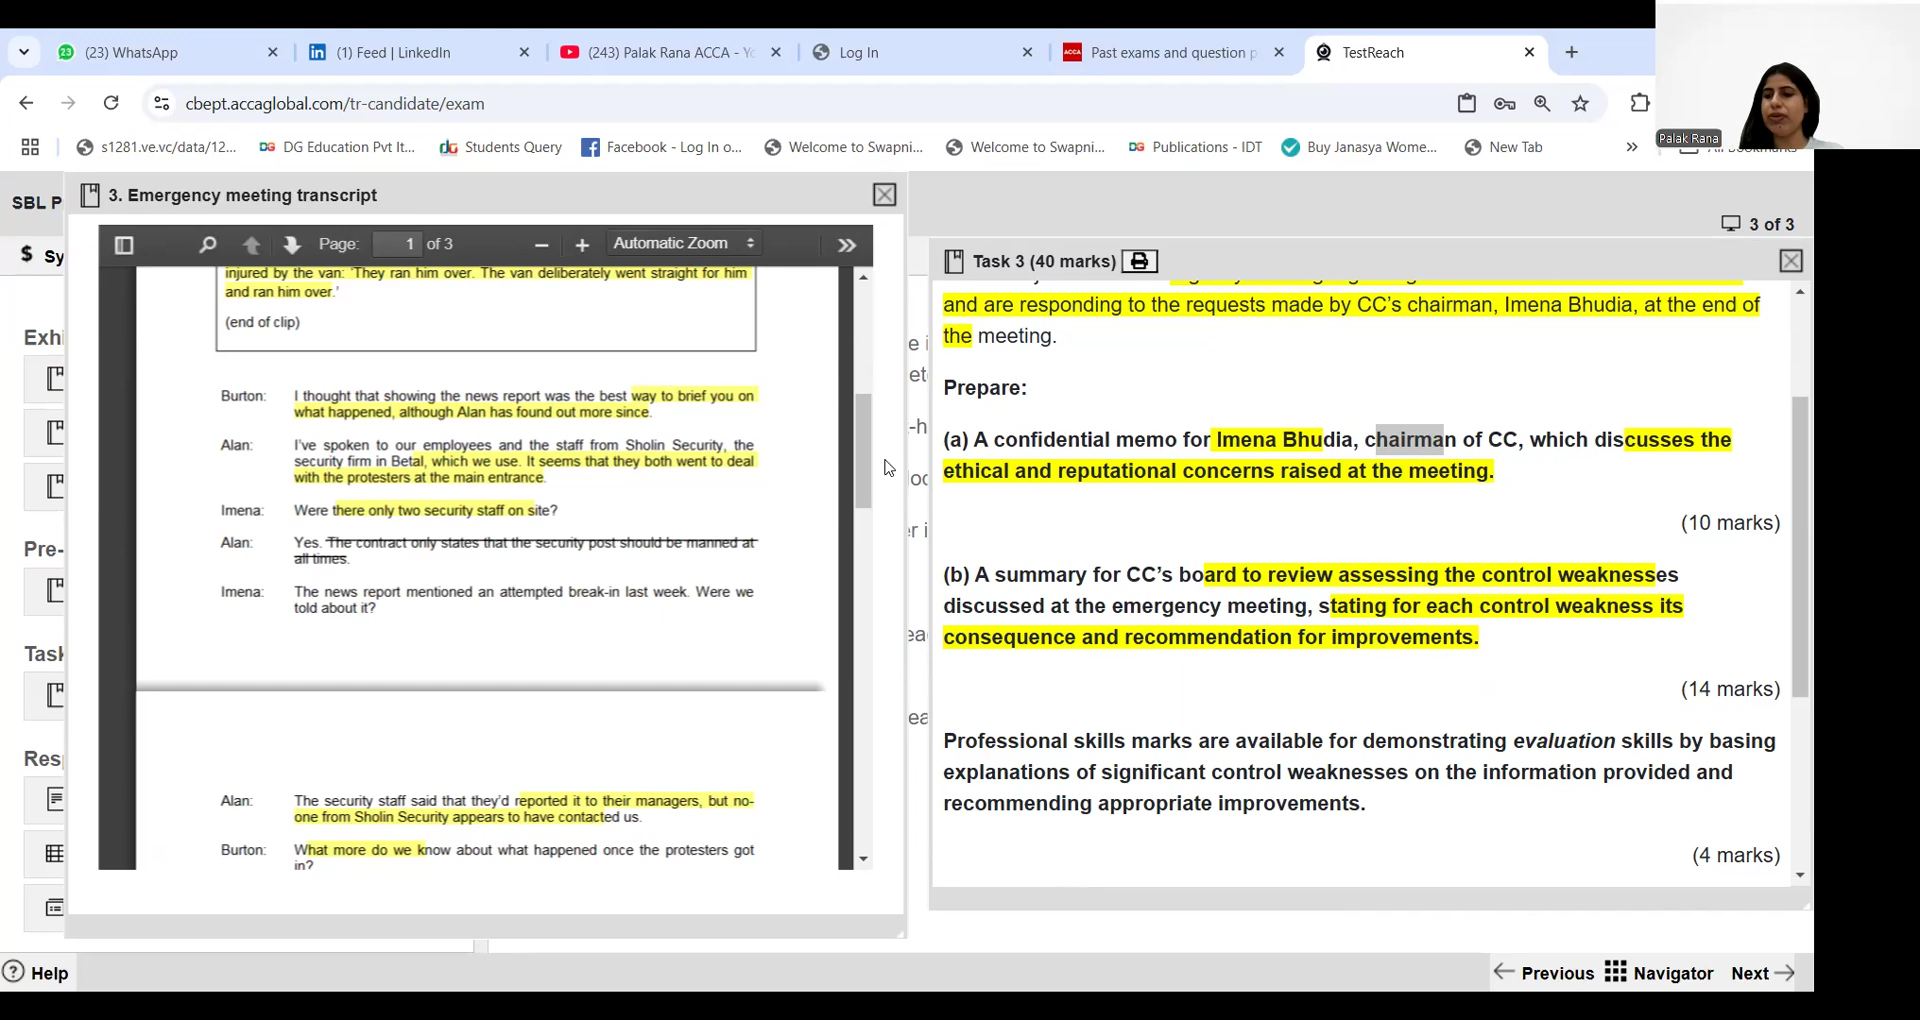 (23) WhatsApp
(1) Feed | LinkedIn
(243) Palak Rana ACCA - Yo
Log In
Past exams and question p
TestReach
cbept.accaglobal.com/tr-candidate/exam
s1281.ve.vc/data/12...
DG Education Pvt It...
Students Query
Facebook - Log In o...
Welcome to Swapni...
Welcome to Swapni...
Publications - IDT
Buy Janasya Wome...
New Tab
Palak Rana
SBL P
3. Emergency meeting transcript
3 of 3
$ Sy
Page: 1 of 3
Automatic Zoom
Task 3 (40 marks)
injured by the van: 'They ran him over. The van deliberately went straight for him
and ran him over.'
(end of clip)
Burton: I thought that showing the news report was the best way to brief you on
what happened, although Alan has found out more since.
Alan: I've spoken to our employees and the staff from Sholin Security, the
security firm in Betal, which we use. It seems that they both went to deal
with the protesters at the main entrance.
Imena: Were there only two security staff on site?
Alan: Yes. The contract only states that the security post should be manned at
all times.
Imena: The news report mentioned an attempted break-in last week. Were we
told about it?
Alan: The security staff said that they'd reported it to their managers, but no-
one from Sholin Security appears to have contacted us.
Burton: What more do we know about what happened once the protesters got
in?
and are responding to the requests made by CC's chairman, Imena Bhudia, at the end of
the meeting.
Prepare:
(a) A confidential memo for Imena Bhudia, chairman of CC, which discusses the
ethical and reputational concerns raised at the meeting.
(10 marks)
(b) A summary for CC's board to review assessing the control weaknesses
discussed at the emergency meeting, stating for each control weakness its
consequence and recommendation for improvements.
(14 marks)
Professional skills marks are available for demonstrating evaluation skills by basing
explanations of significant control weaknesses on the information provided and
recommending appropriate improvements.
(4 marks)
Exhi
Pre-
Task
Resp
Help
Previous
Navigator
Next